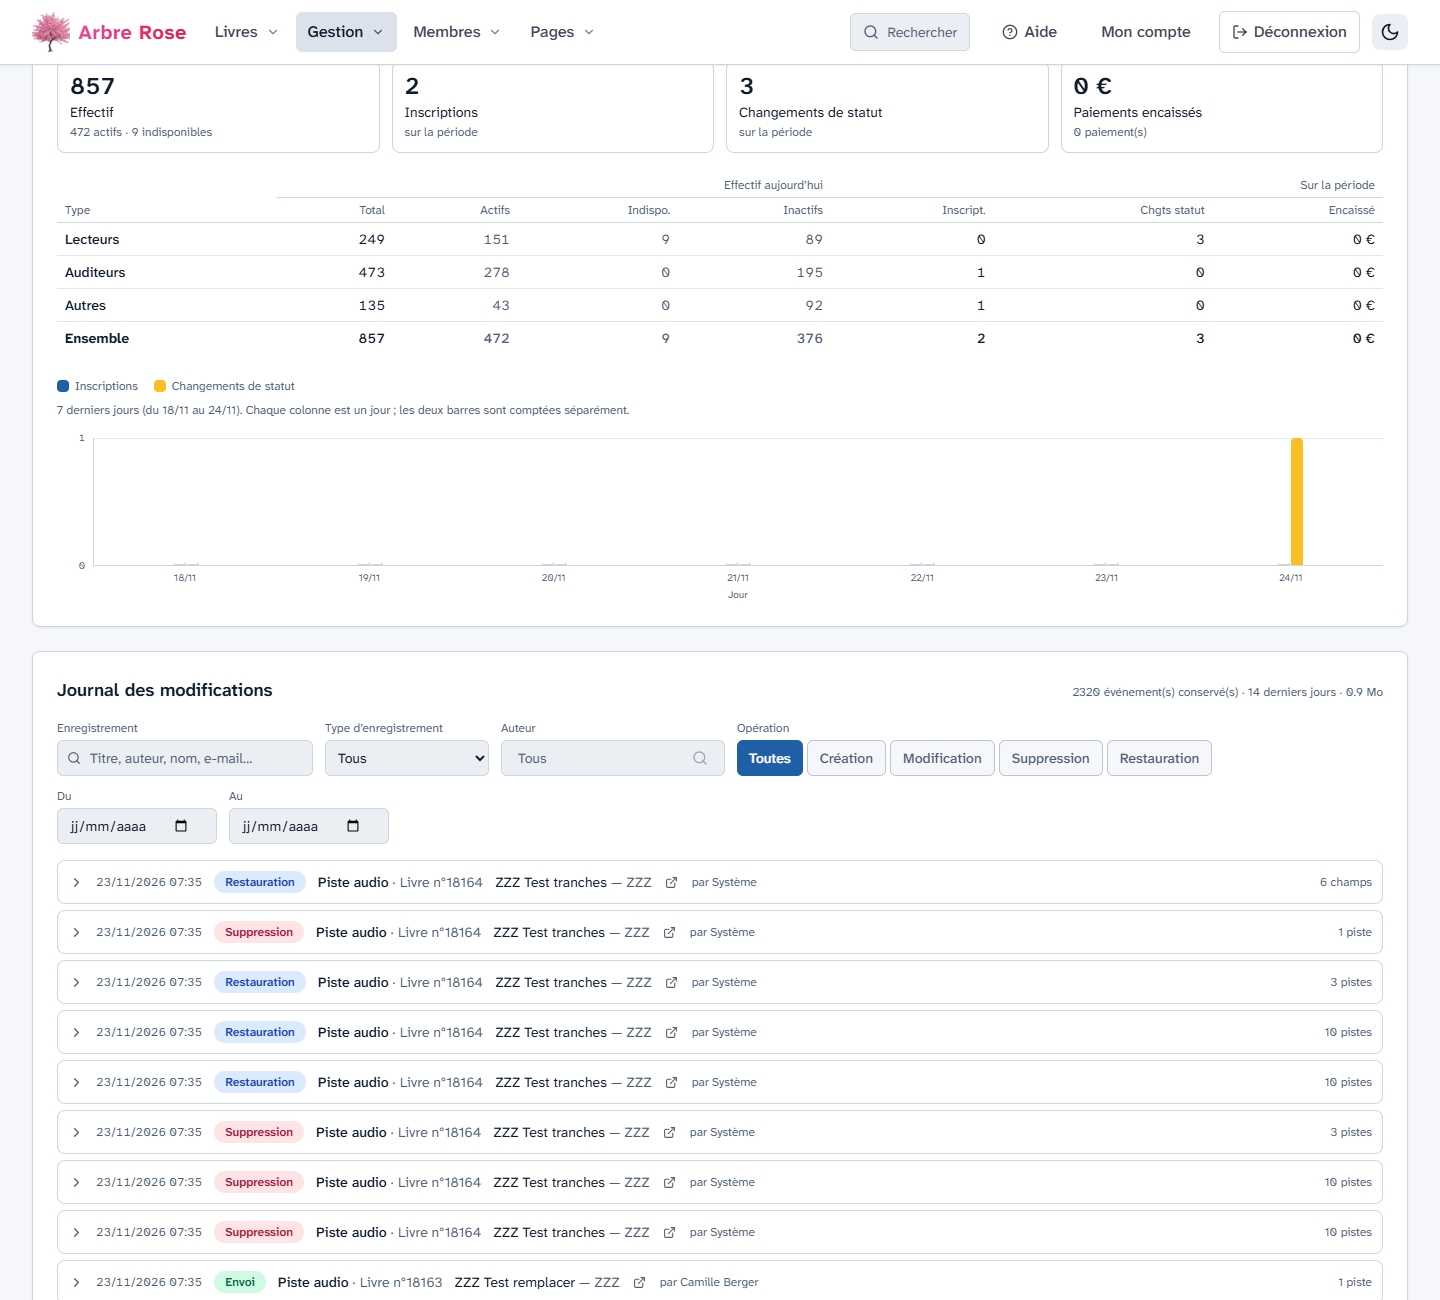 Arbre Rose Livres Gestion Membres Pages Rechercher Aide Mon compte Déconnexion
857 2 3 0 €
Effectif Inscriptions Changements de statut Paiements encaissés
472 actifs · 9 indisponibles sur la période sur la période 0 paiement(s)
Effectif aujourd’hui Sur la période
Type Total Actifs Indispo. Inactifs Inscript. Chgts statut Encaissé
Lecteurs 249 151 9 89 0 3 0 €
Auditeurs 473 278 0 195 1 0 0 €
Autres 135 43 0 92 1 0 0 €
Ensemble 857 472 9 376 2 3 0 €
Inscriptions Changements de statut
7 derniers jours (du 18/11 au 24/11). Chaque colonne est un jour ; les deux barres sont comptées séparément.
1
0
18/11 19/11 20/11 21/11 22/11 23/11 24/11
Jour
Journal des modifications 2320 événement(s) conservé(s) · 14 derniers jours · 0.9 Mo
Enregistrement Type d’enregistrement Auteur Opération
Titre, auteur, nom, e-mail... Tous Tous Toutes Création Modification Suppression Restauration
Du Au
jj/mm/aaaa jj/mm/aaaa
23/11/2026 07:35 Restauration Piste audio · Livre n°18164 ZZZ Test tranches — ZZZ par Système 6 champs
23/11/2026 07:35 Suppression Piste audio · Livre n°18164 ZZZ Test tranches — ZZZ par Système 1 piste
23/11/2026 07:35 Restauration Piste audio · Livre n°18164 ZZZ Test tranches — ZZZ par Système 3 pistes
23/11/2026 07:35 Restauration Piste audio · Livre n°18164 ZZZ Test tranches — ZZZ par Système 10 pistes
23/11/2026 07:35 Restauration Piste audio · Livre n°18164 ZZZ Test tranches — ZZZ par Système 10 pistes
23/11/2026 07:35 Suppression Piste audio · Livre n°18164 ZZZ Test tranches — ZZZ par Système 3 pistes
23/11/2026 07:35 Suppression Piste audio · Livre n°18164 ZZZ Test tranches — ZZZ par Système 10 pistes
23/11/2026 07:35 Suppression Piste audio · Livre n°18164 ZZZ Test tranches — ZZZ par Système 10 pistes
23/11/2026 07:35 Envoi Piste audio · Livre n°18163 ZZZ Test remplacer — ZZZ par Camille Berger 1 piste